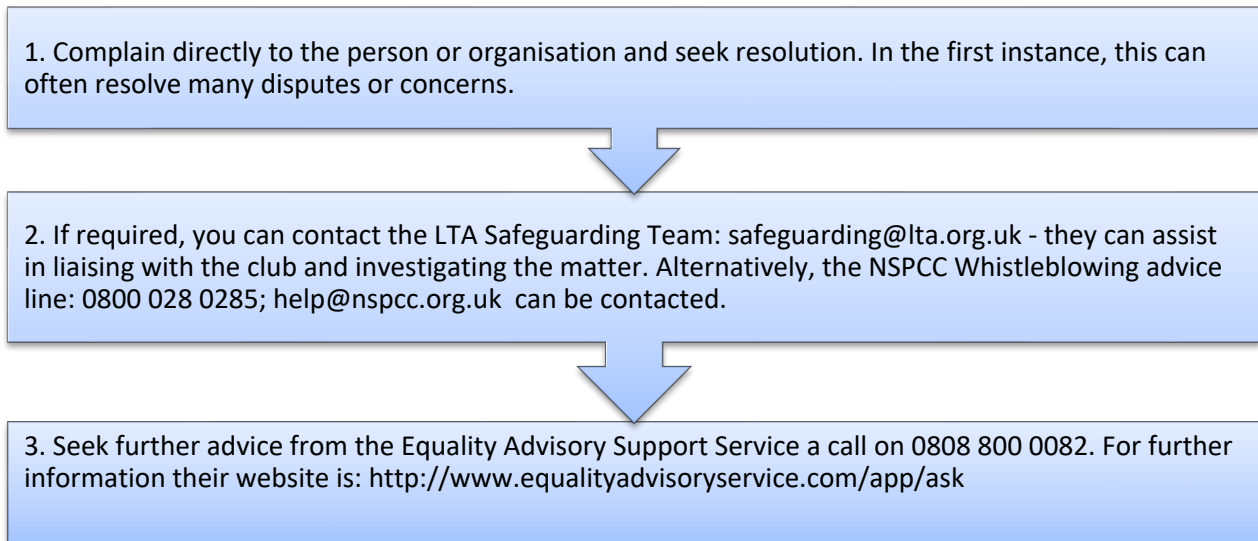 1. Complain directly to the person or organisation and seek resolution. In the first instance, this can
often resolve many disputes or concerns.
2. If required, you can contact the LTA Safeguarding Team: safeguarding@lta.org.uk - they can assist
in liaising with the club and investigating the matter. Alternatively, the NSPCC Whistleblowing advice
line: 0800 028 0285; help@nspcc.org.uk can be contacted.
3. Seek further advice from the Equality Advisory Support Service a call on 0808 800 0082. For further
information their website is: http://www.equalityadvisoryservice.com/app/ask